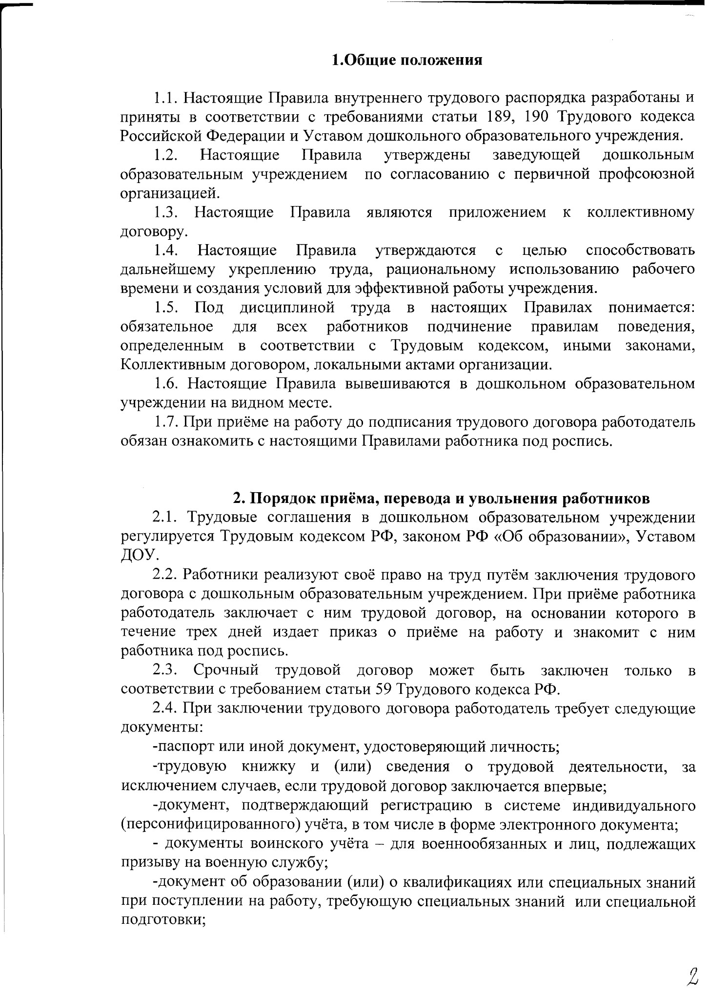 1.Общие положения
1.1. Настоящие Правила внутреннего трудового распорядка разработаны и
приняты в соответствии с требованиями статьи 189, 190 Трудового кодекса
Российской Федерации и Уставом дошкольного образовательного учреждения.
1.2. Настоящие Правила утверждены заведующей дошкольным
образовательным учреждением по согласованию с первичной профсоюзной
организацией.
1.3. Настоящие Правила являются приложением к коллективному
договору.
1.4. Настоящие Правила утверждаются с целью способствовать
дальнейшему укреплению труда, рациональному использованию рабочего
времени и создания условий для эффективной работы учреждения.
1.5. Под дисциплиной труда в настоящих Правилах понимается:
обязательное для всех работников подчинение правилам поведения,
определенным в соответствии с Трудовым кодексом, иными законами,
Коллективным договором, локальными актами организации.
1.6. Настоящие Правила вывешиваются в дошкольном образовательном
учреждении на видном месте.
1.7. При приёме на работу до подписания трудового договора работодатель
обязан ознакомить с настоящими Правилами работника под роспись.
2. Порядок приёма, перевода и увольнения работников
2.1. Трудовые соглашения в дошкольном образовательном учреждении
регулируется Трудовым кодексом РФ, законом РФ «Об образовании», Уставом
ДОУ.
2.2. Работники реализуют своё право на труд путём заключения трудового
договора с дошкольным образовательным учреждением. При приёме работника
работодатель заключает с ним трудовой договор, на основании которого в
течение трех дней издает приказ о приёме на работу и знакомит с ним
работника под роспись.
2.3. Срочный трудовой договор может быть заключен только в
соответствии с требованием статьи 59 Трудового кодекса РФ.
2.4. При заключении трудового договора работодатель требует следующие
документы:
-паспорт или иной документ, удостоверяющий личность;
-трудовую книжку и (или) сведения о трудовой деятельности, за
исключением случаев, если трудовой договор заключается впервые;
-документ, подтверждающий регистрацию в системе индивидуального
(персонифицированного) учёта, в том числе в форме электронного документа;
- документы воинского учёта – для военнообязанных и лиц, подлежащих
призыву на военную службу;
-документ об образовании (или) о квалификациях или специальных знаний
при поступлении на работу, требующую специальных знаний или специальной
подготовки;
2